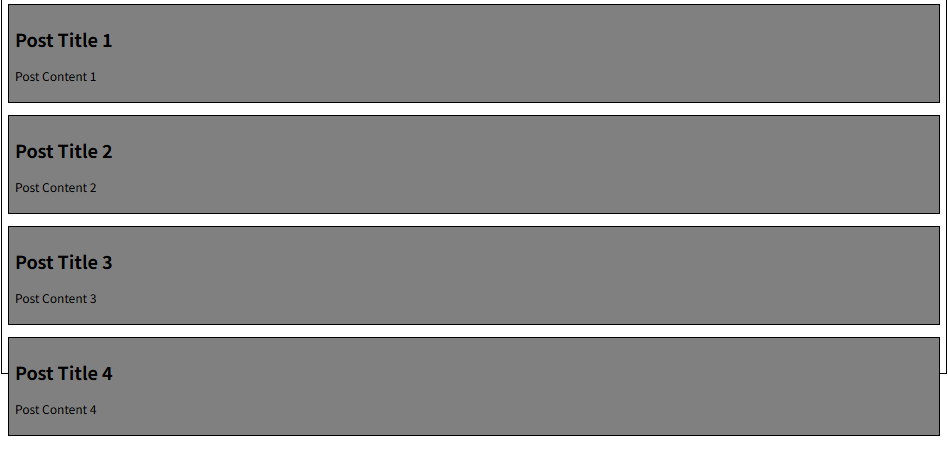 Post Title 1
Post Content 1
Post Title 2
Post Content 2
Post Title 3
Post Content 3
Post Title 4
Post Content 4